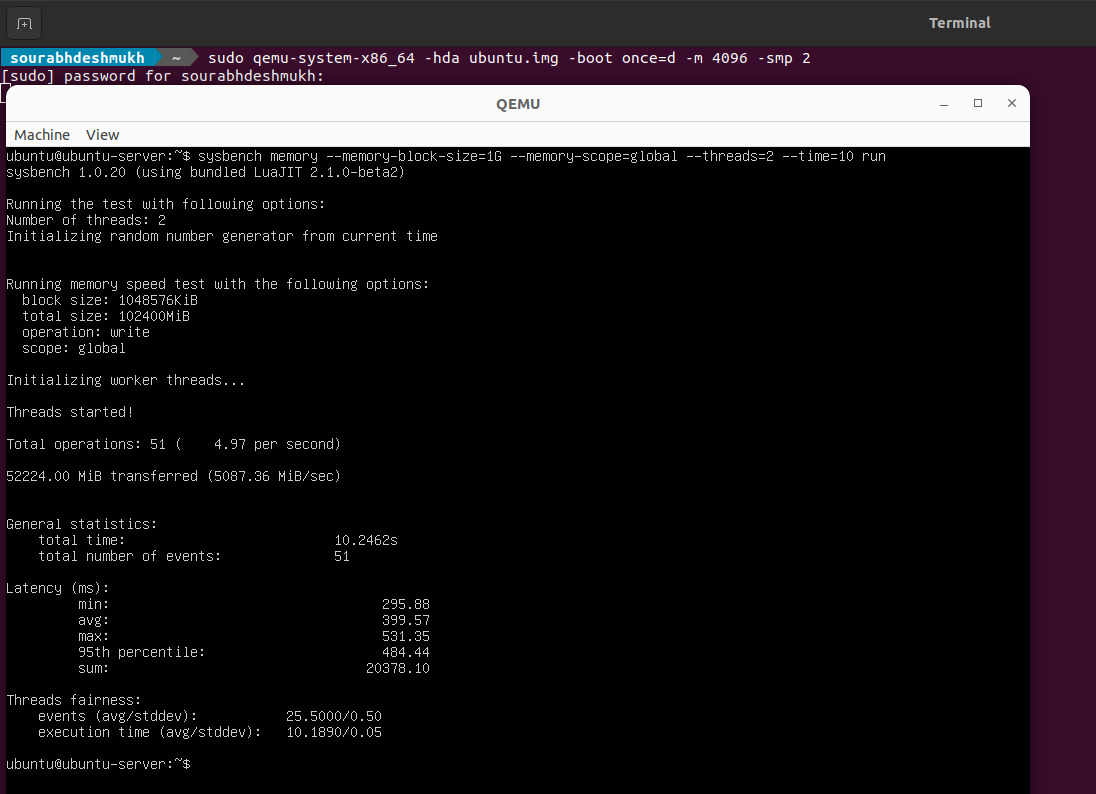 Terminal
sourabhdeshmukh ~ sudo qemu-system-x86_64 -hda ubuntu.img -boot once=d -m 4096 -smp 2
[sudo] password for sourabhdeshmukh:
QEMU
Machine View
ubuntu@ubuntu-server:~$ sysbench memory --memory-block-size=1G --memory-scope=global --threads=2 --time=10 run
sysbench 1.0.20 (using bundled LuaJIT 2.1.0-beta2)
Running the test with following options:
Number of threads: 2
Initializing random number generator from current time
Running memory speed test with the following options:
block size: 1048576KiB
total size: 102400MiB
operation: write
scope: global
Initializing worker threads...
Threads started!
Total operations: 51 (    4.97 per second)
52224.00 MiB transferred (5087.36 MiB/sec)
General statistics:
total time: 10.2462s
total number of events: 51
Latency (ms):
min: 295.88
avg: 399.57
max: 531.35
95th percentile: 484.44
sum: 20378.10
Threads fairness:
events (avg/stddev): 25.5000/0.50
execution time (avg/stddev): 10.1890/0.05
ubuntu@ubuntu-server:~$